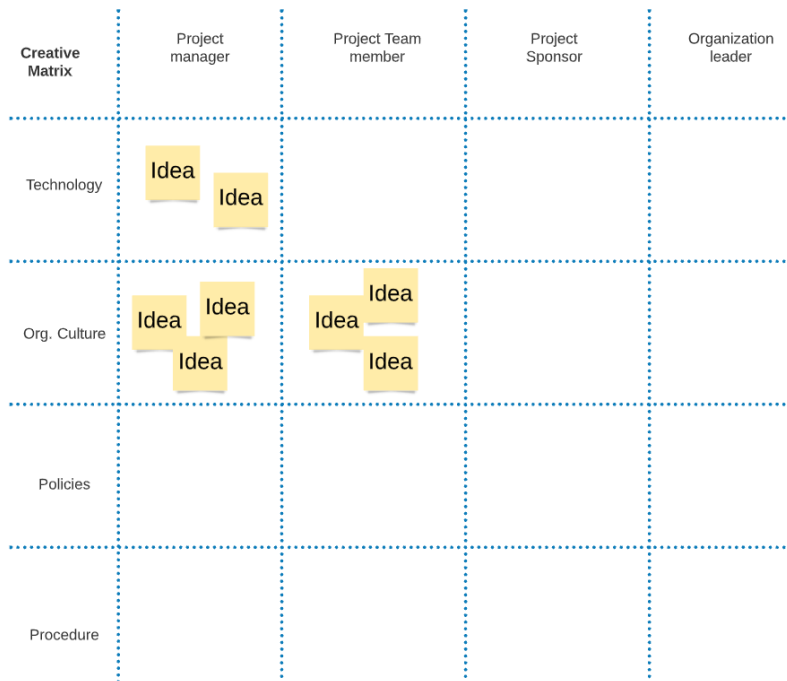 Creative
Matrix
Project
manager
Project Team
member
Project
Sponsor
Organization
leader
Technology
Idea
Idea
Org. Culture
Idea
Idea
Idea
Idea
Idea
Idea
Policies
Procedure